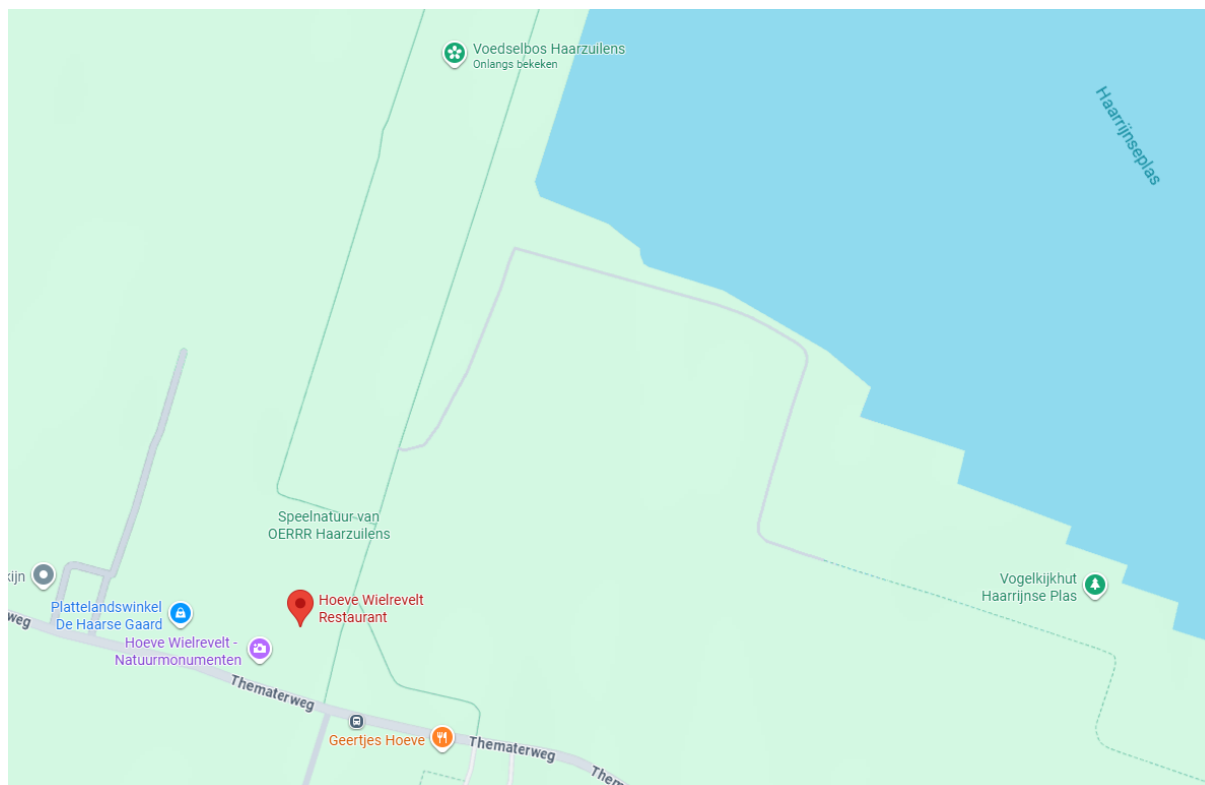 Voedselbos Haarzuilens
Onlangs bekeken
Haarrijnseplas
Speelnatuur van
OERRR Haarzuilens
kijn
Plattelandswinkel
De Haarse Gaard
Hoeve Wielrevelt
Restaurant
Vogelkijkhut
Haarrijnse Plas
weg
Hoeve Wielrevelt -
Natuurmonumenten
Thematerweg
Geertjes Hoeve
Thematerweg
Them